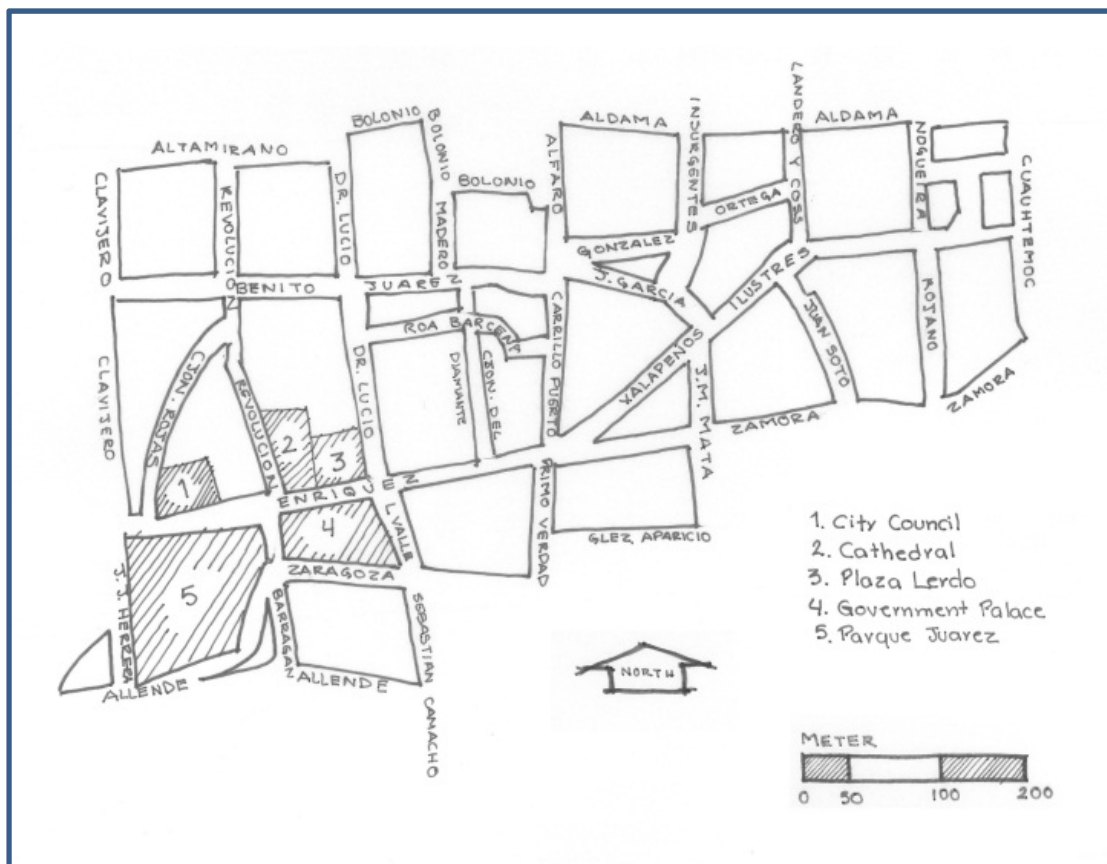 ALTAMIRANO
BOLONIO
BOLONIO
BOLONIO
ALDAMA
ALDAMA
CLAVIJERO
REVOLUCION
DR. LUCIO
MADERO
ALFARO
INSURGENTES
LANDERO Y COSS
NOGUEIRA
CUAUHTEMOC
ORTEGA
GONZALEZ
J. GARCIA
BENITO JUAREZ
ROA BARCENA
CARRILLO PUERTO
XALAPEÑOS ILUSTRES
JUAN SOTO
ROJANO
CLAVIJERO
CJON. ROJAS
REVOLUCION
DR. LUCIO
DIAMANTE
CJON. DEL
J. M. MATA
ZAMORA
ZAMORA
1
2
3
ENRIQUEZ
4
L VALLE
PRIMO VERDAD
GLEZ. APARICIO
ZARAGOZA
5
J. J. HERRERA
BARRAGAZ
ALLENDE
ALLENDE
SEBASTIAN CAMACHO
1. City Council
2. Cathedral
3. Plaza Lerdo
4. Government Palace
5. Parque Juarez
NORTH
METER
0 50 100 200